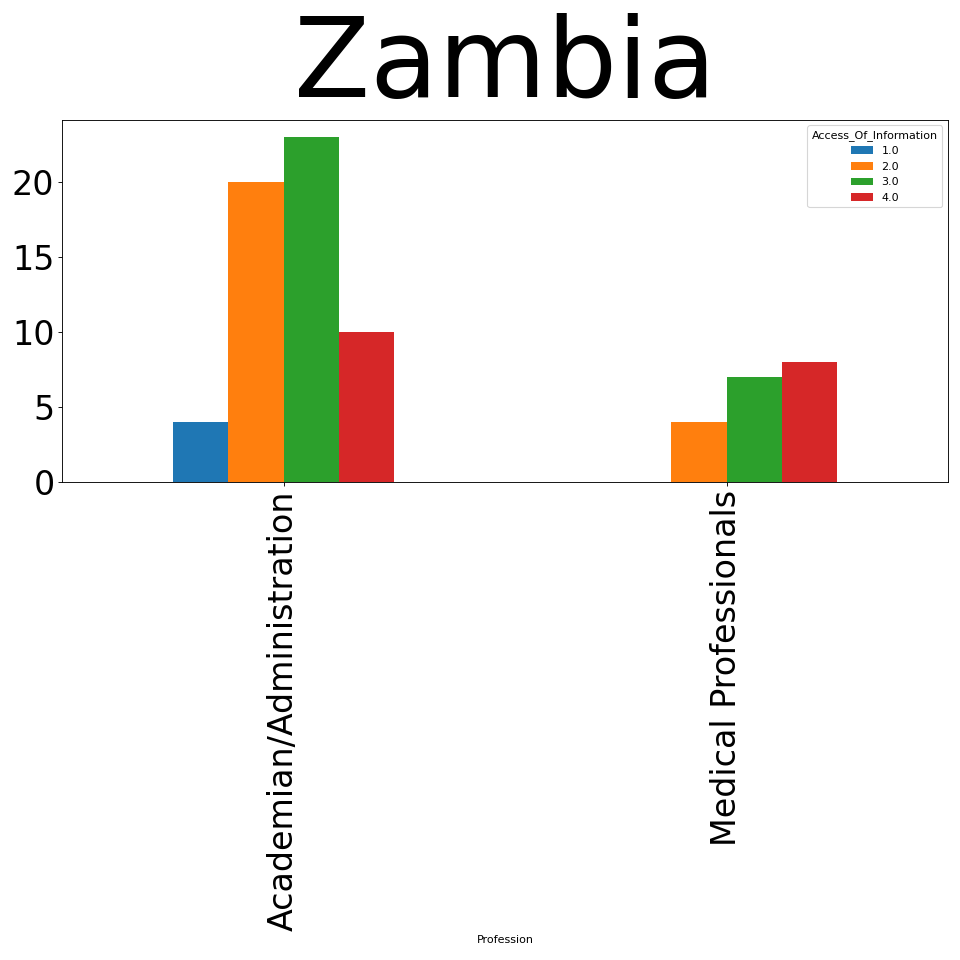 Zambia
Access_Of_Information
1.0
2.0
3.0
4.0
20
15
10
5
0
Academian/Administration
Medical Professionals
Profession